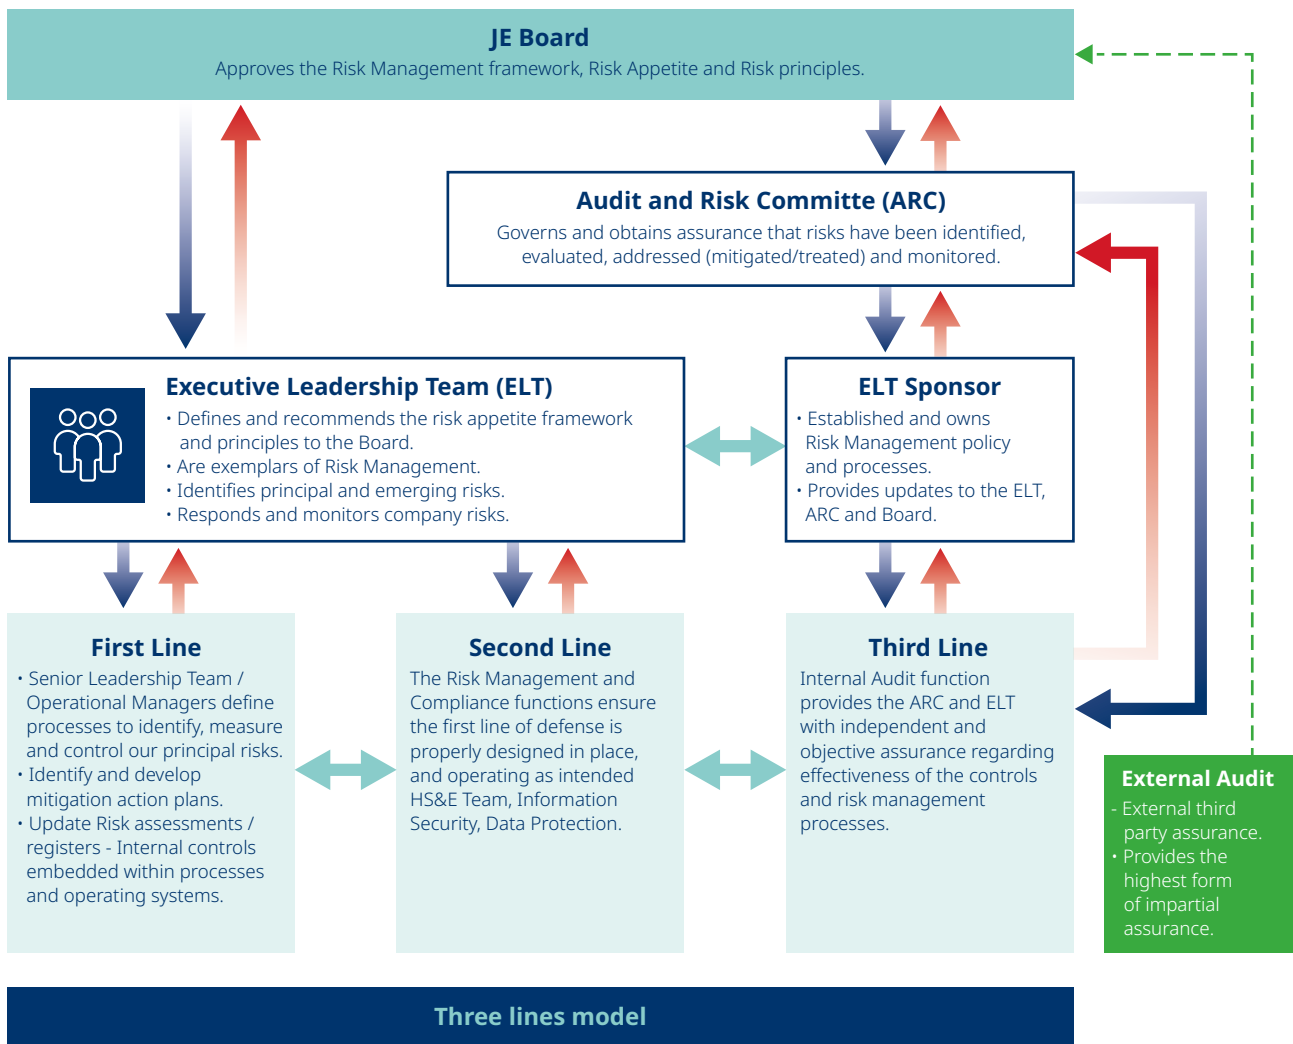 JE Board
Approves the Risk Management framework, Risk Appetite and Risk principles.
Audit and Risk Committe (ARC)
Governs and obtains assurance that risks have been identified,
evaluated, addressed (mitigated/treated) and monitored.
Executive Leadership Team (ELT)
• Defines and recommends the risk appetite framework
and principles to the Board.
• Are exemplars of Risk Management.
• Identifies principal and emerging risks.
• Responds and monitors company risks.
ELT Sponsor
• Established and owns
Risk Management policy
and processes.
• Provides updates to the ELT,
ARC and Board.
First Line
• Senior Leadership Team /
Operational Managers define
processes to identify, measure
and control our principal risks.
• Identify and develop
mitigation action plans.
• Update Risk assessments /
registers - Internal controls
embedded within processes
and operating systems.
Second Line
The Risk Management and
Compliance functions ensure
the first line of defense is
properly designed in place,
and operating as intended
HS&E Team, Information
Security, Data Protection.
Third Line
Internal Audit function
provides the ARC and ELT
with independent and
objective assurance regarding
effectiveness of the controls
and risk management
processes.
External Audit
- External third
party assurance.
• Provides the
highest form
of impartial
assurance.
Three lines model